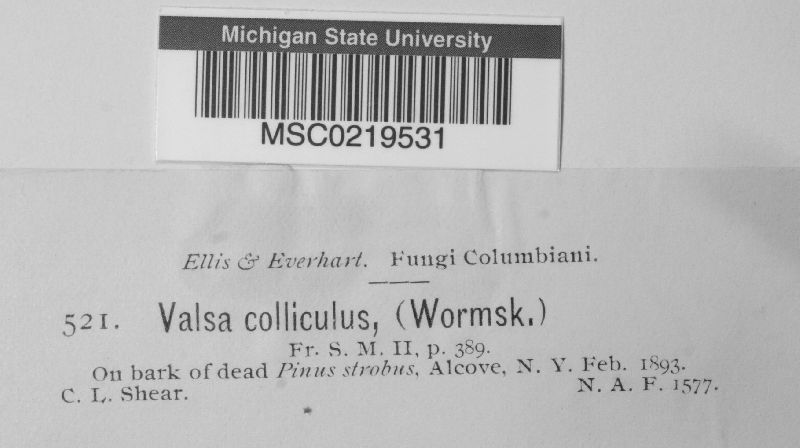 Michigan State University
MSC0219531
Ellis & Everhart. Fungi Columbiani.
521. Valsa colliculus, (Wormsk.)
Fr. S. M. II, p. 389.
On bark of dead Pinus strobus, Alcove, N. Y. Feb. 1893.
C. L. Shear. N. A. F. 1577.